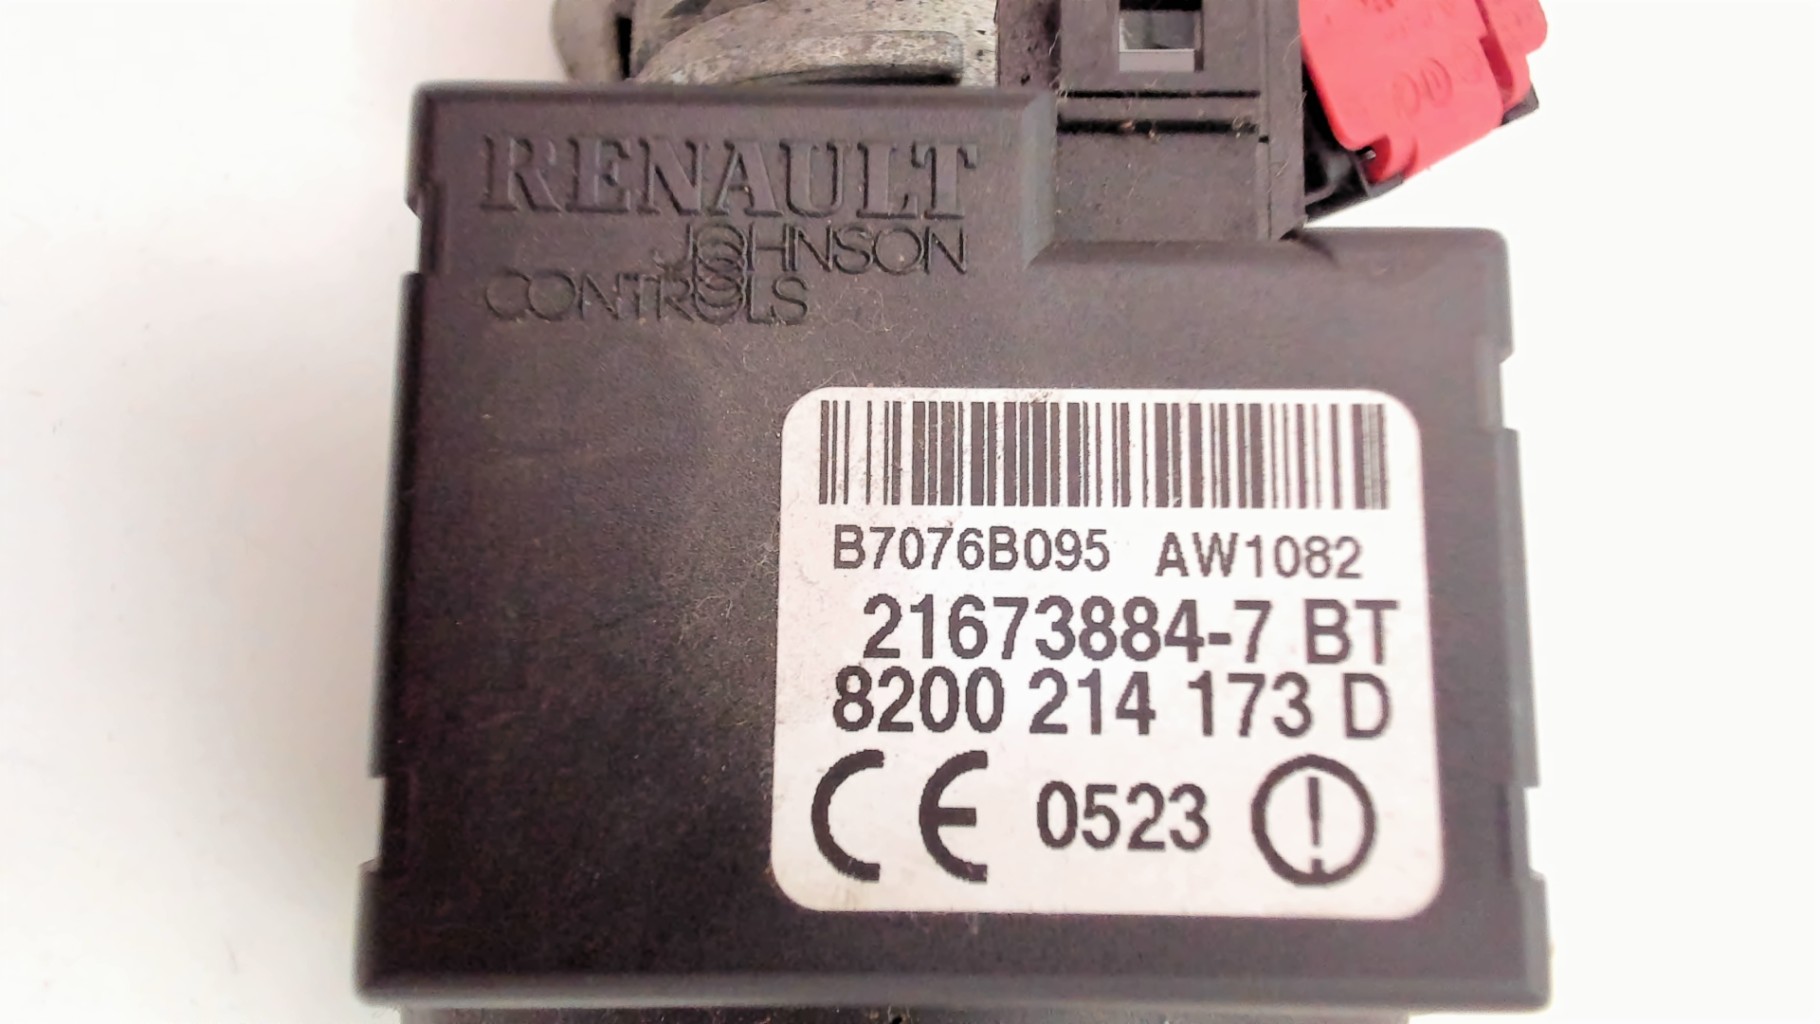 RENAULT
JOHNSON
CONTROLS
B7076B095 AW1082
21673884-7 BT
8200 214 173 D
CE 0523 !